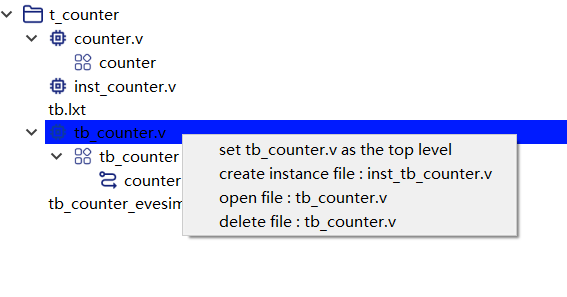 t_counter
counter.v
counter
inst_counter.v
tb.lxt
tb_counter.v
set tb_counter.v as the top level
tb_counter
create instance file : inst_tb_counter.v
counter
open file : tb_counter.v
tb_counter_evesim
delete file : tb_counter.v